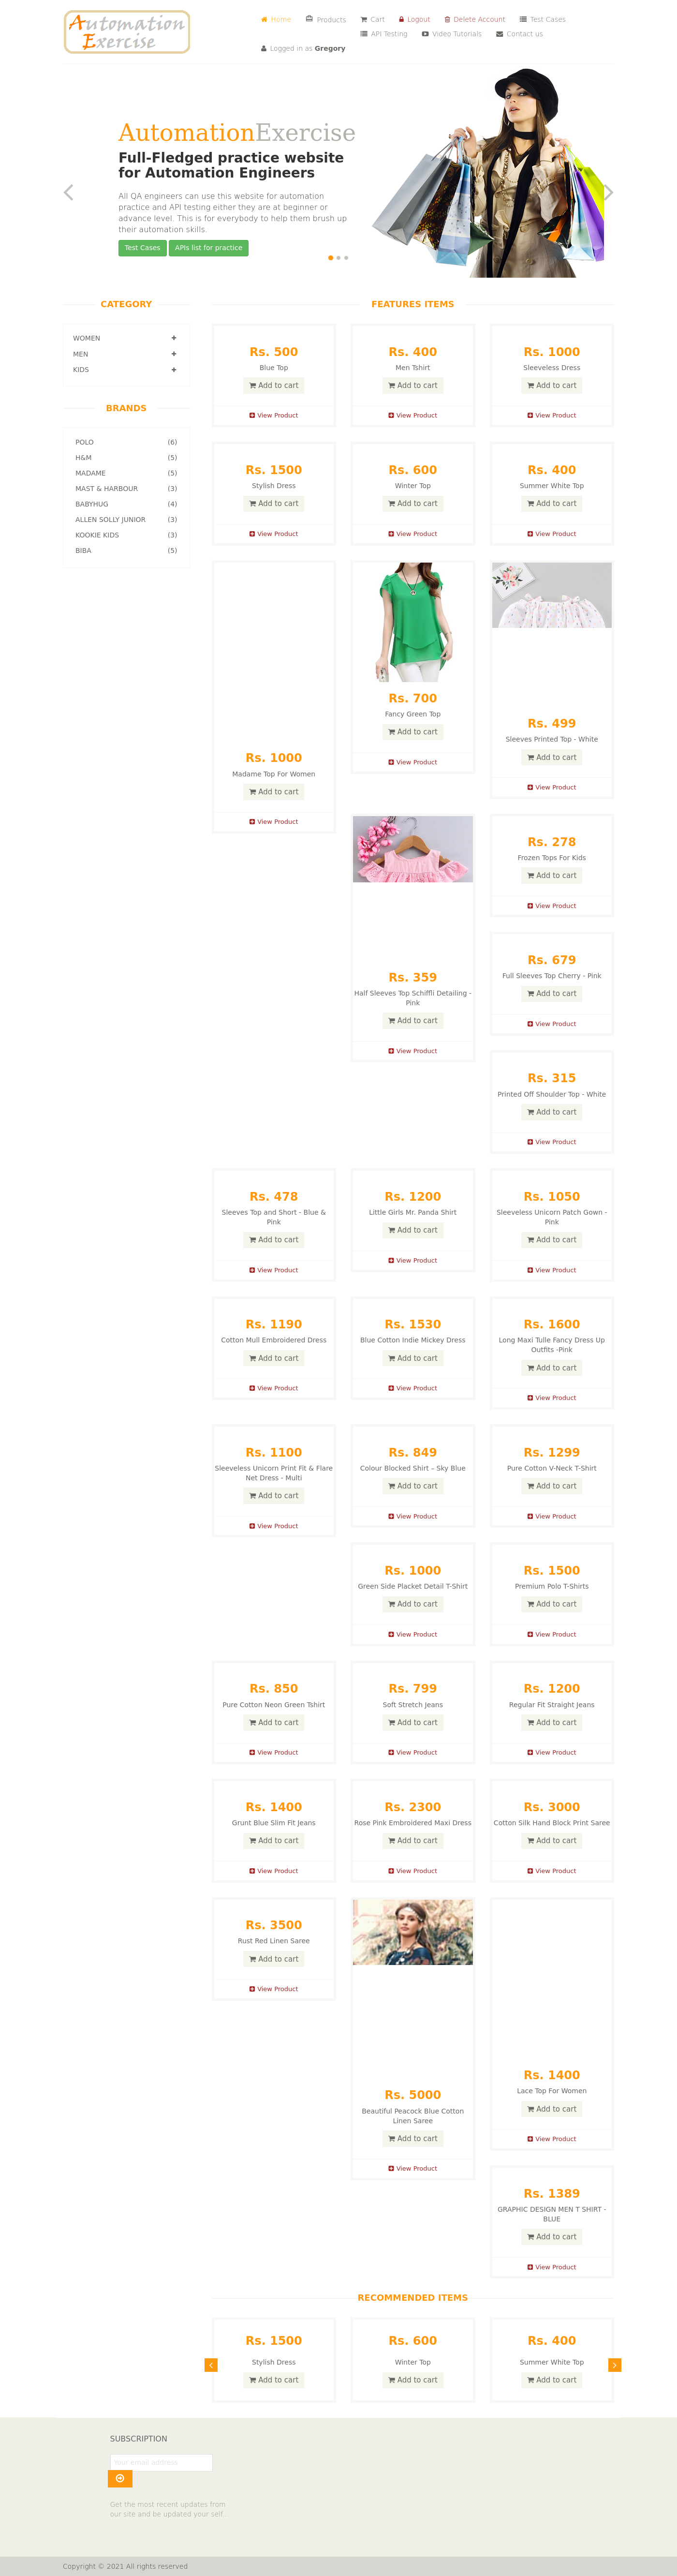 Automation
Exercise
Home
Products
Cart
Logout
Delete Account
Test Cases
API Testing
Video Tutorials
Contact us
Logged in as Gregory
AutomationExercise
Full-Fledged practice website
for Automation Engineers
All QA engineers can use this website for automation
practice and API testing either they are at beginner or
advance level. This is for everybody to help them brush up
their automation skills.
Test Cases
APIs list for practice
CATEGORY
WOMEN
MEN
KIDS
BRANDS
POLO (6)
H&M (5)
MADAME (5)
MAST & HARBOUR (3)
BABYHUG (4)
ALLEN SOLLY JUNIOR (3)
KOOKIE KIDS (3)
BIBA (5)
FEATURES ITEMS
Rs. 500
Blue Top
Add to cart
View Product
Rs. 400
Men Tshirt
Add to cart
View Product
Rs. 1000
Sleeveless Dress
Add to cart
View Product
Rs. 1500
Stylish Dress
Add to cart
View Product
Rs. 600
Winter Top
Add to cart
View Product
Rs. 400
Summer White Top
Add to cart
View Product
Rs. 1000
Madame Top For Women
Add to cart
View Product
Rs. 700
Fancy Green Top
Add to cart
View Product
Rs. 499
Sleeves Printed Top - White
Add to cart
View Product
Rs. 359
Half Sleeves Top Schiffli Detailing -
Pink
Add to cart
View Product
Rs. 278
Frozen Tops For Kids
Add to cart
View Product
Rs. 679
Full Sleeves Top Cherry - Pink
Add to cart
View Product
Rs. 315
Printed Off Shoulder Top - White
Add to cart
View Product
Rs. 478
Sleeves Top and Short - Blue &
Pink
Add to cart
View Product
Rs. 1200
Little Girls Mr. Panda Shirt
Add to cart
View Product
Rs. 1050
Sleeveless Unicorn Patch Gown -
Pink
Add to cart
View Product
Rs. 1190
Cotton Mull Embroidered Dress
Add to cart
View Product
Rs. 1530
Blue Cotton Indie Mickey Dress
Add to cart
View Product
Rs. 1600
Long Maxi Tulle Fancy Dress Up
Outfits -Pink
Add to cart
View Product
Rs. 1100
Sleeveless Unicorn Print Fit & Flare
Net Dress - Multi
Add to cart
View Product
Rs. 849
Colour Blocked Shirt – Sky Blue
Add to cart
View Product
Rs. 1299
Pure Cotton V-Neck T-Shirt
Add to cart
View Product
Rs. 1000
Green Side Placket Detail T-Shirt
Add to cart
View Product
Rs. 1500
Premium Polo T-Shirts
Add to cart
View Product
Rs. 850
Pure Cotton Neon Green Tshirt
Add to cart
View Product
Rs. 799
Soft Stretch Jeans
Add to cart
View Product
Rs. 1200
Regular Fit Straight Jeans
Add to cart
View Product
Rs. 1400
Grunt Blue Slim Fit Jeans
Add to cart
View Product
Rs. 2300
Rose Pink Embroidered Maxi Dress
Add to cart
View Product
Rs. 3000
Cotton Silk Hand Block Print Saree
Add to cart
View Product
Rs. 3500
Rust Red Linen Saree
Add to cart
View Product
Rs. 5000
Beautiful Peacock Blue Cotton
Linen Saree
Add to cart
View Product
Rs. 1400
Lace Top For Women
Add to cart
View Product
Rs. 1389
GRAPHIC DESIGN MEN T SHIRT -
BLUE
Add to cart
View Product
RECOMMENDED ITEMS
Rs. 1500
Stylish Dress
Add to cart
Rs. 600
Winter Top
Add to cart
Rs. 400
Summer White Top
Add to cart
SUBSCRIPTION
Your email address
Get the most recent updates from
our site and be updated your self.
Copyright © 2021 All rights reserved